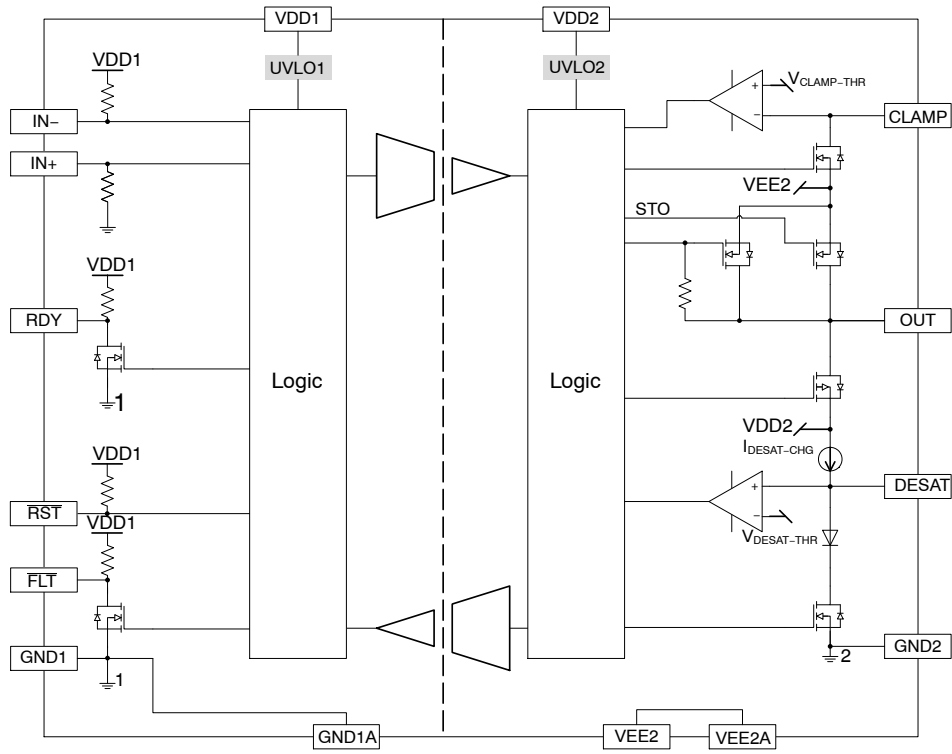 VDD1
VDD2
UVLO1
UVLO2
VDD1
IN−
IN+
RDY
VDD1
1
VDD1
RST
VDD1
FLT
GND1
1
GND1A
Logic
Logic
VCLAMP−THR
+
−
CLAMP
VEE2
STO
OUT
VDD2
IDESAT−CHG
DESAT
+
−
VDESAT−THR
GND2
2
VEE2
VEE2A